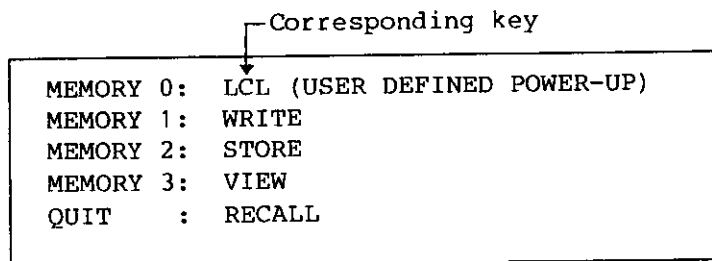 Corresponding key
MEMORY 0: LCL (USER DEFINED POWER-UP)
MEMORY 1: WRITE
MEMORY 2: STORE
MEMORY 3: VIEW
QUIT : RECALL